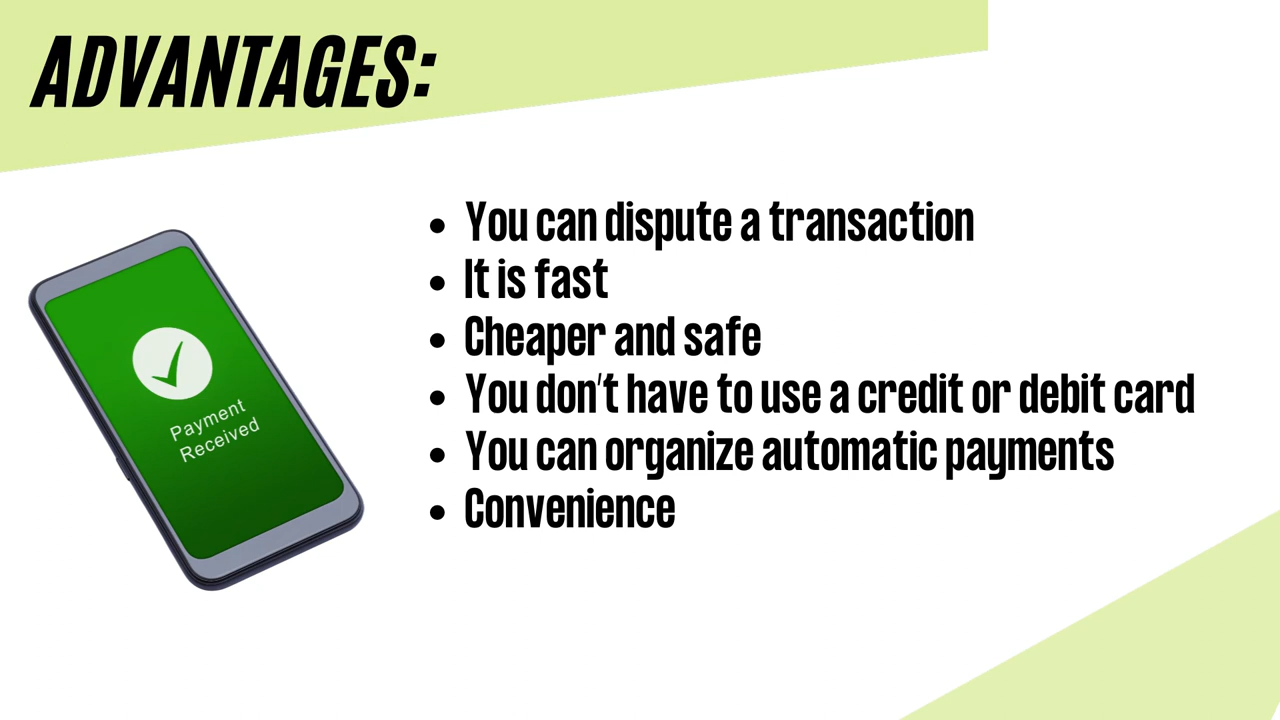 ADVANTAGES:
You can dispute a transaction
It is fast
Cheaper and safe
You don't have to use a credit or debit card
You can organize automatic payments
Convenience
Payment
Received